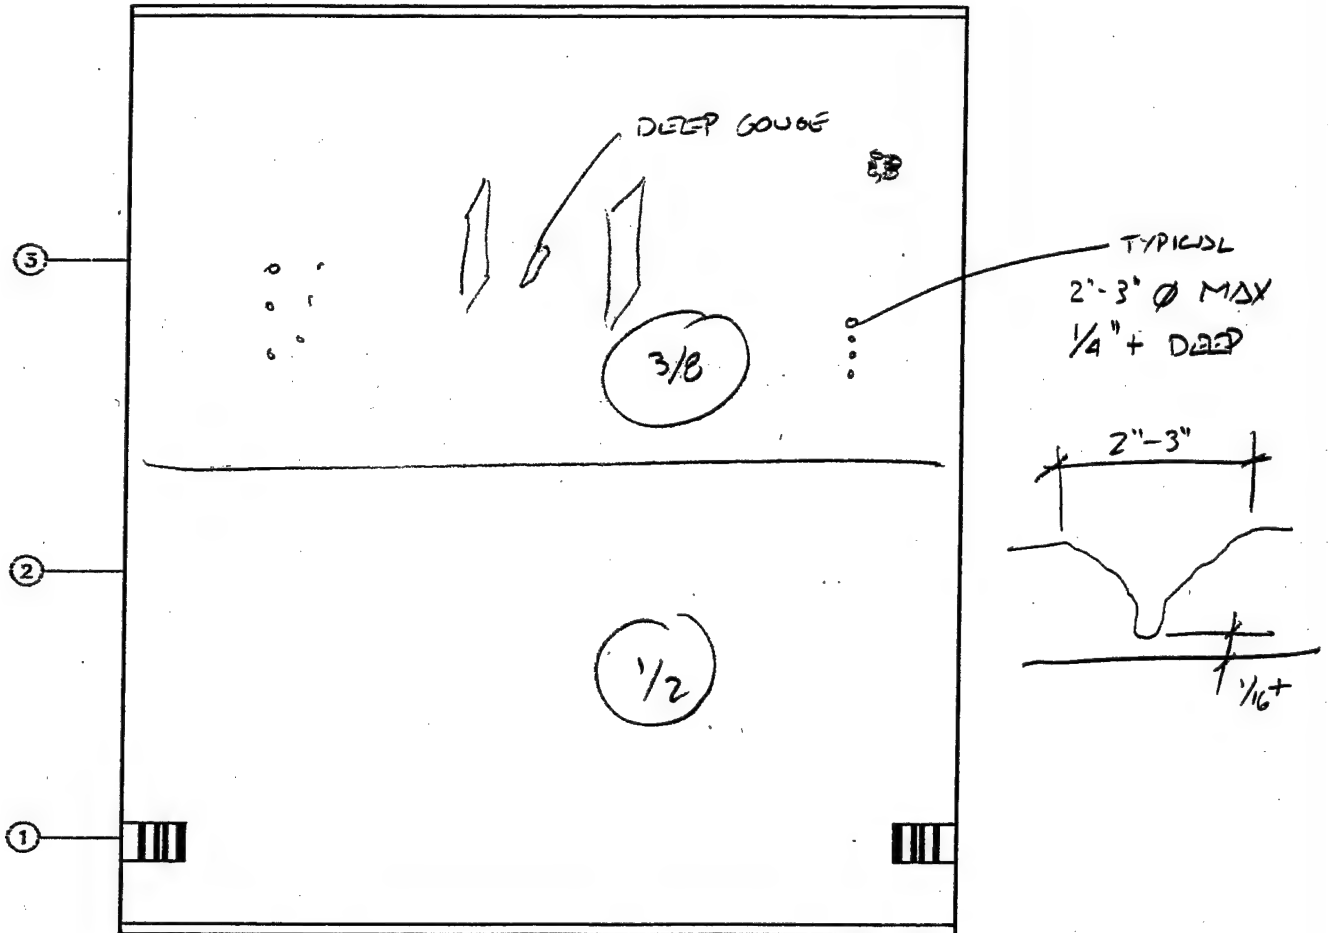 DEEP GOUGE
3
TYPICAL
2"-3" Ø MAX
1/4"+ DEEP
3/8
2"-3"
2
1/2
1/16+
1